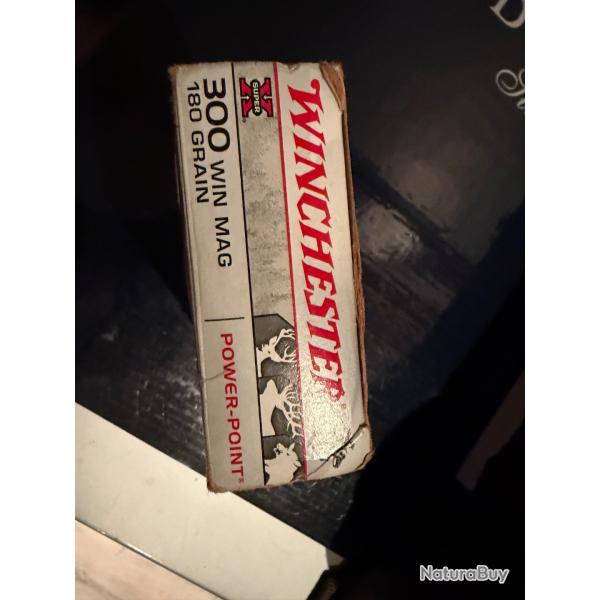 WINCHESTER®
SUPER X®
300 WIN MAG
180 GRAIN
POWER-POINT®
D
NaturaBuy